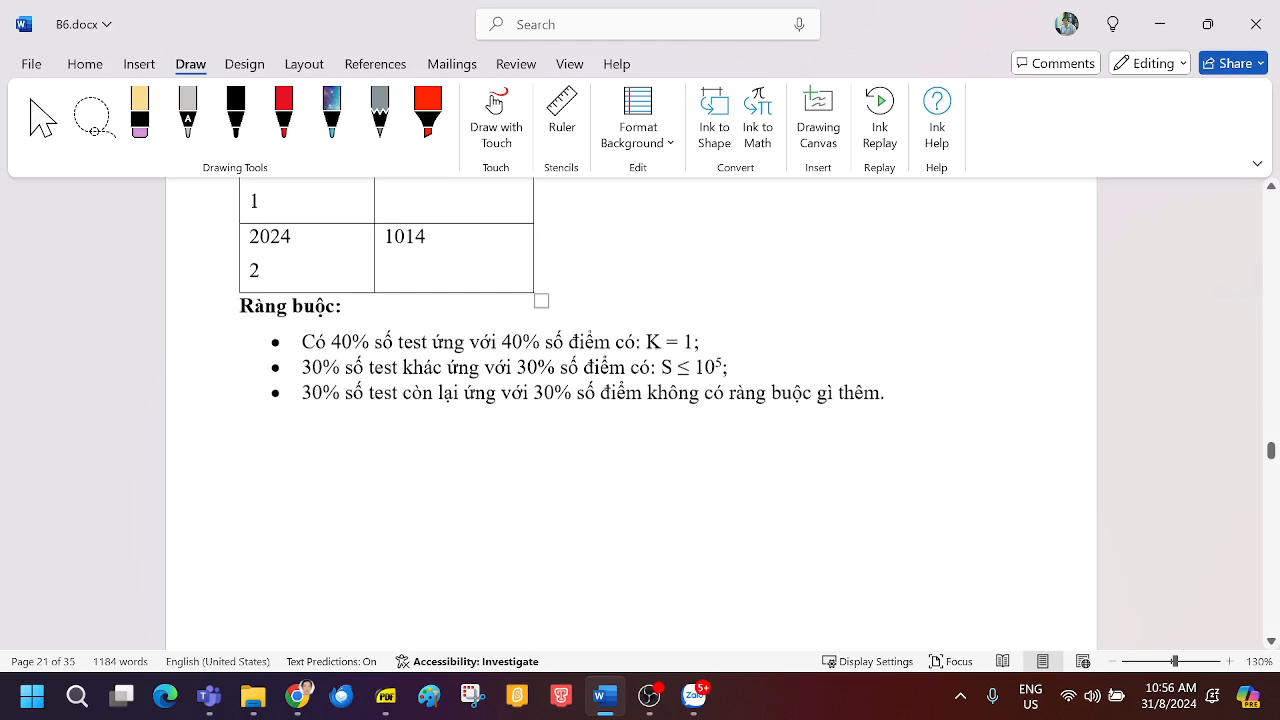 B6.docx
Search
File Home Insert Draw Design Layout References Mailings Review View Help
Comments Editing Share
A
Draw with Touch
Ruler
Format Background
Ink to Shape
Ink to Math
Drawing Canvas
Ink Replay
Ink Help
Drawing Tools Touch Stencils Edit Convert Insert Replay Help
1
2024 1014
2
Ràng buộc:
• Có 40% số test ứng với 40% số điểm có: K = 1;
• 30% số test khác ứng với 30% số điểm có: S ≤ 10⁵;
• 30% số test còn lại ứng với 30% số điểm không có ràng buộc gì thêm.
Page 21 of 35 1184 words English (United States) Text Predictions: On Accessibility: Investigate Display Settings Focus 130%
PDF
Zalo 5+
ENG
US
10:56 AM
31/8/2024
PRE